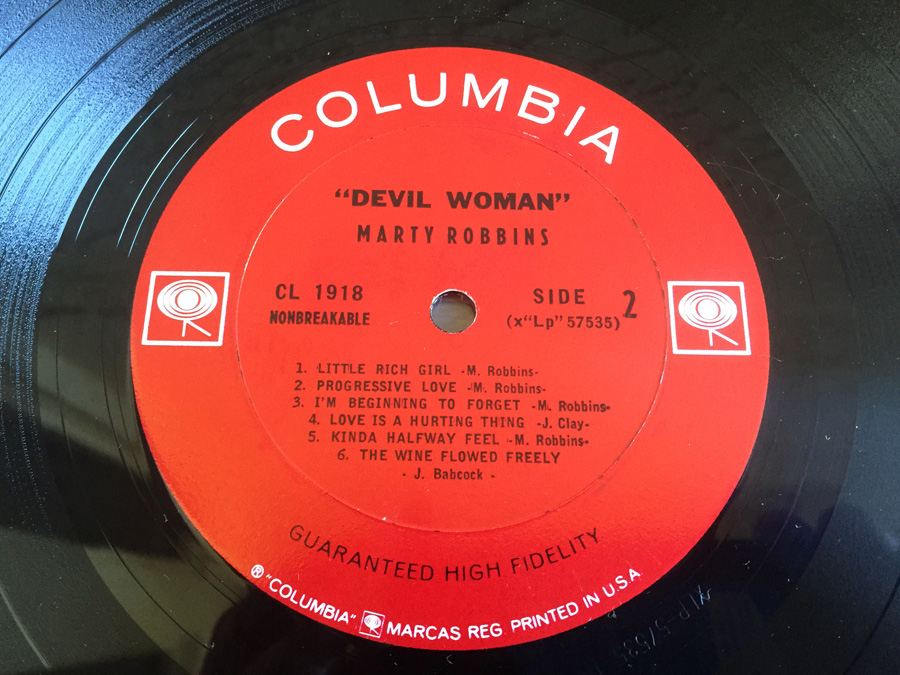 COLUMBIA
"DEVIL WOMAN"
MARTY ROBBINS
CL 1918
NONBREAKABLE
SIDE 2
(x"Lp" 57535)
1. LITTLE RICH GIRL -M. Robbins-
2. PROGRESSIVE LOVE -M. Robbins-
3. I'M BEGINNING TO FORGET -M. Robbins-
4. LOVE IS A HURTING THING -J. Clay-
5. KINDA HALFWAY FEEL -M. Robbins-
6. THE WINE FLOWED FREELY
- J. Babcock -
GUARANTEED HIGH FIDELITY
® "COLUMBIA" MARCAS REG. PRINTED IN U.S.A.